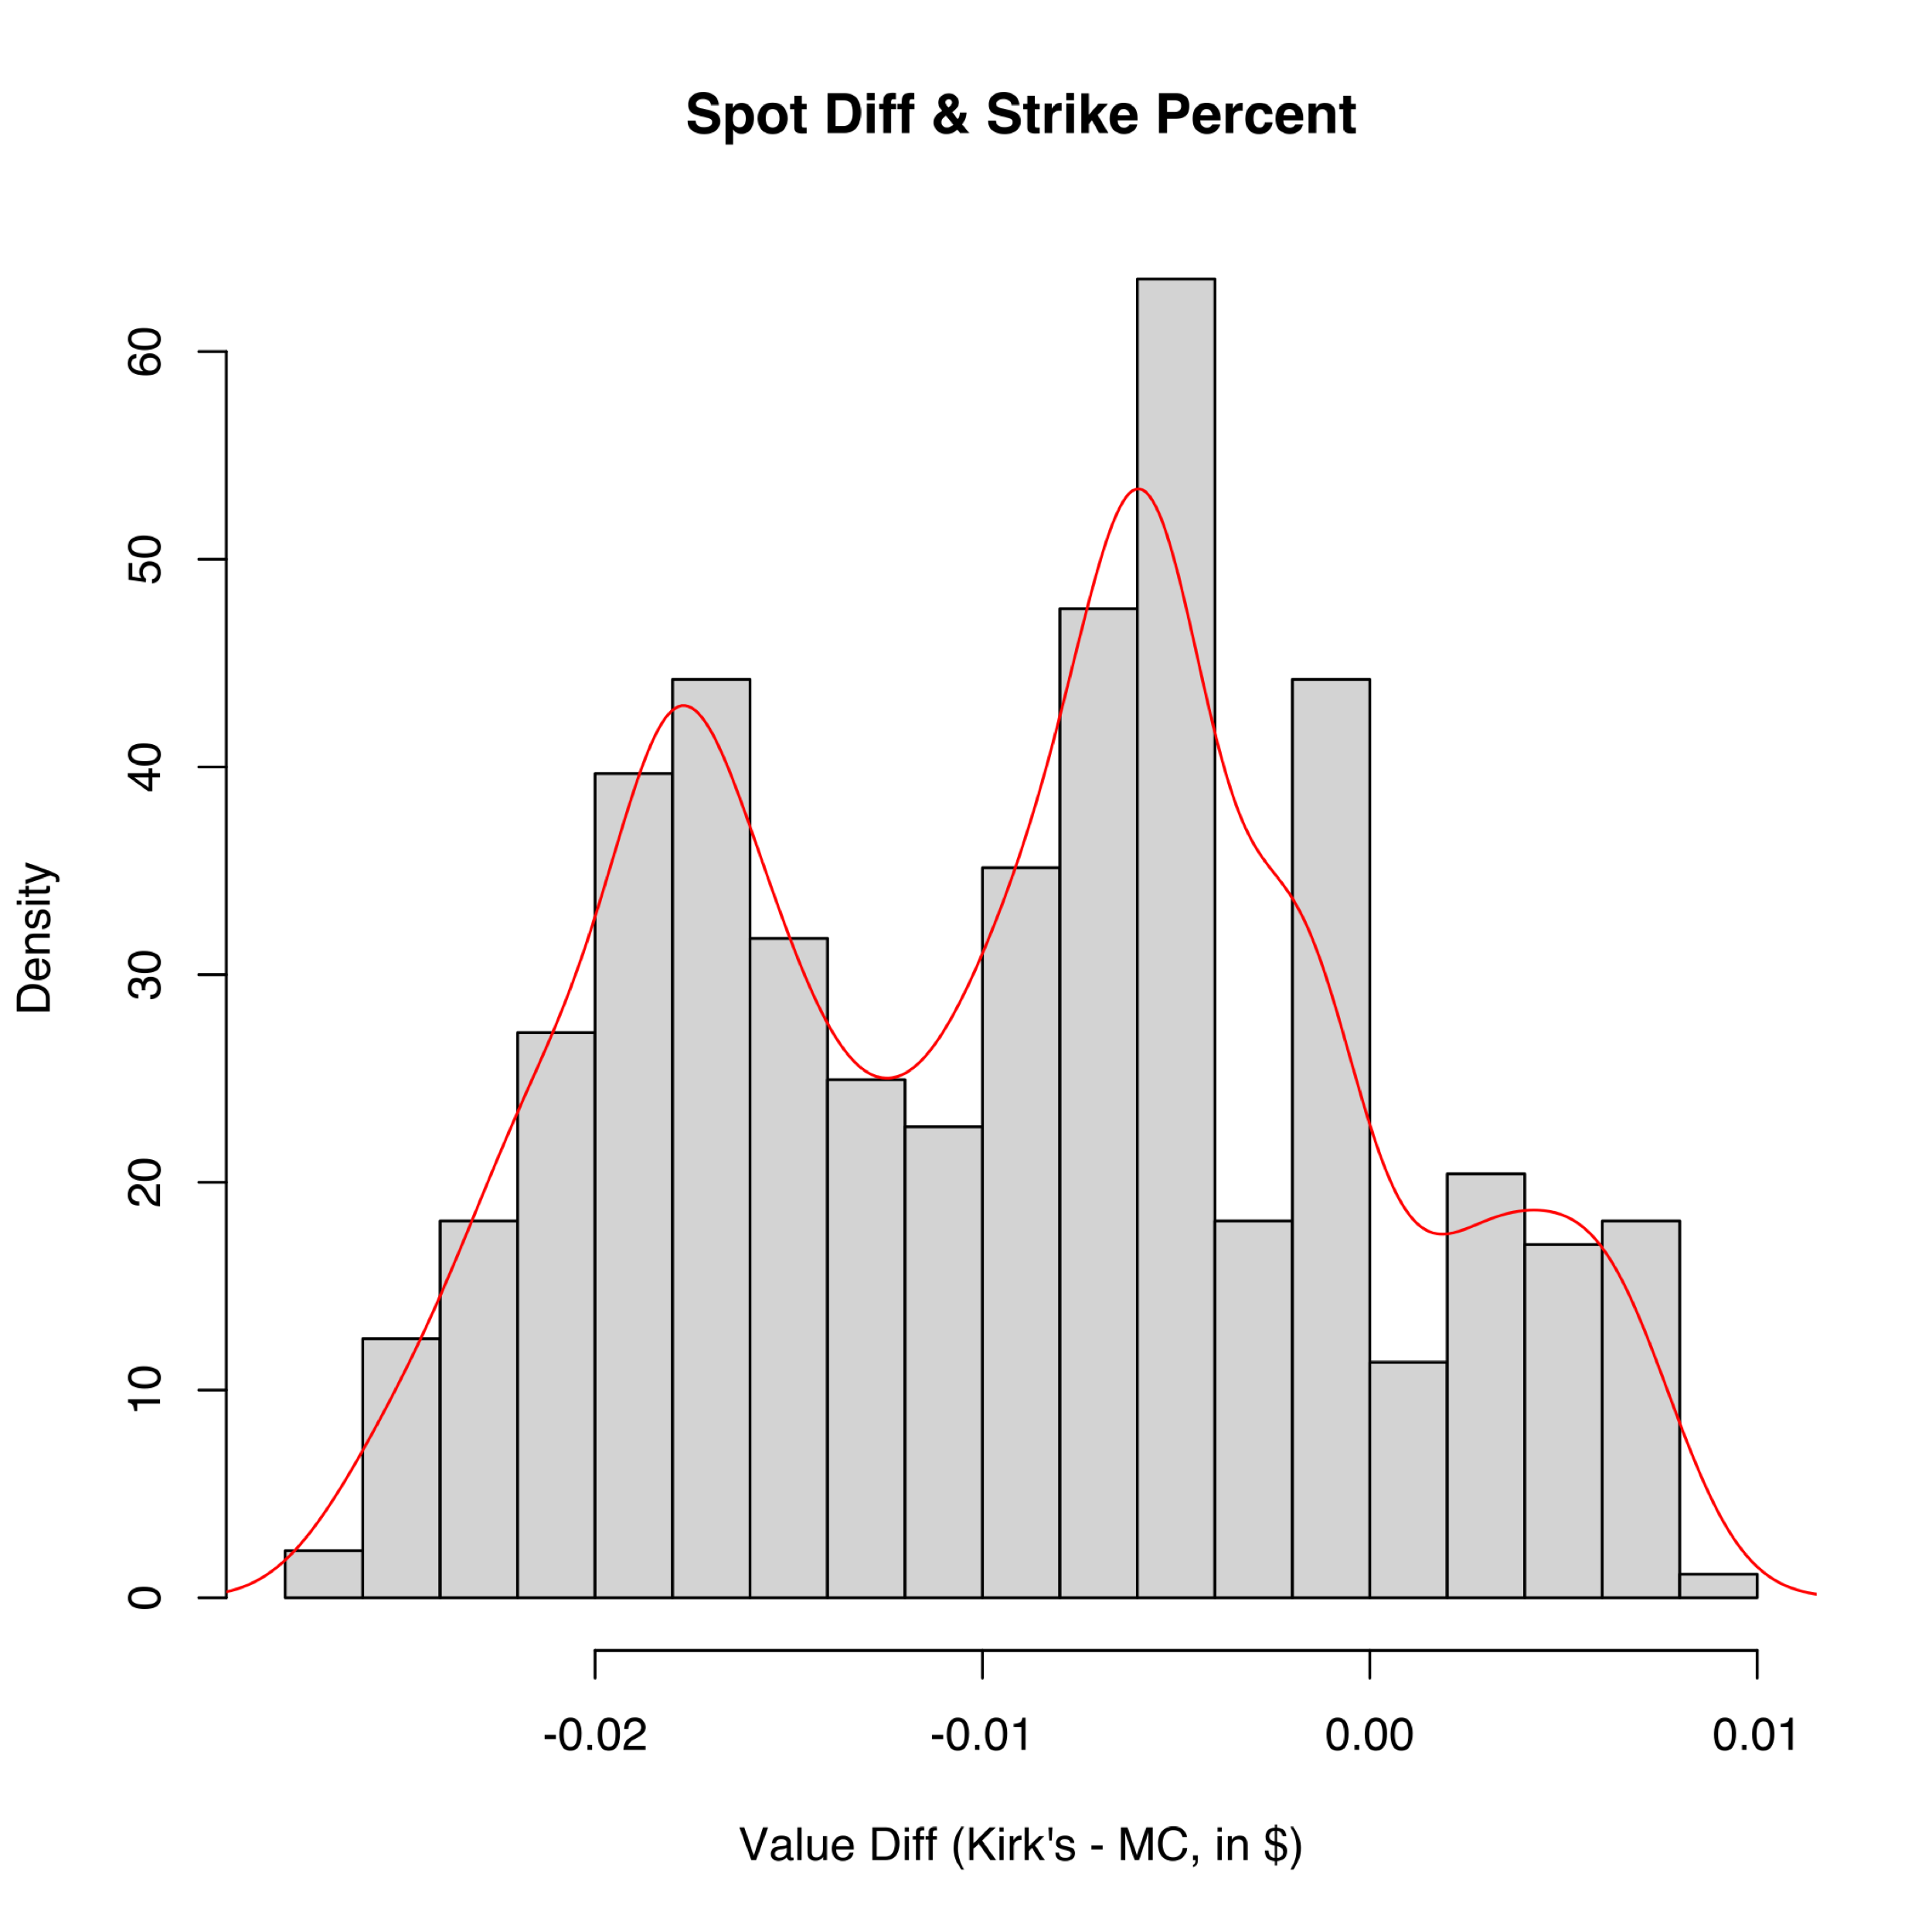 Spot Diff & Strike Percent
60
50
40
30
20
10
0
Density
-0.02 -0.01 0.00 0.01
Value Diff (Kirk's - MC, in $)